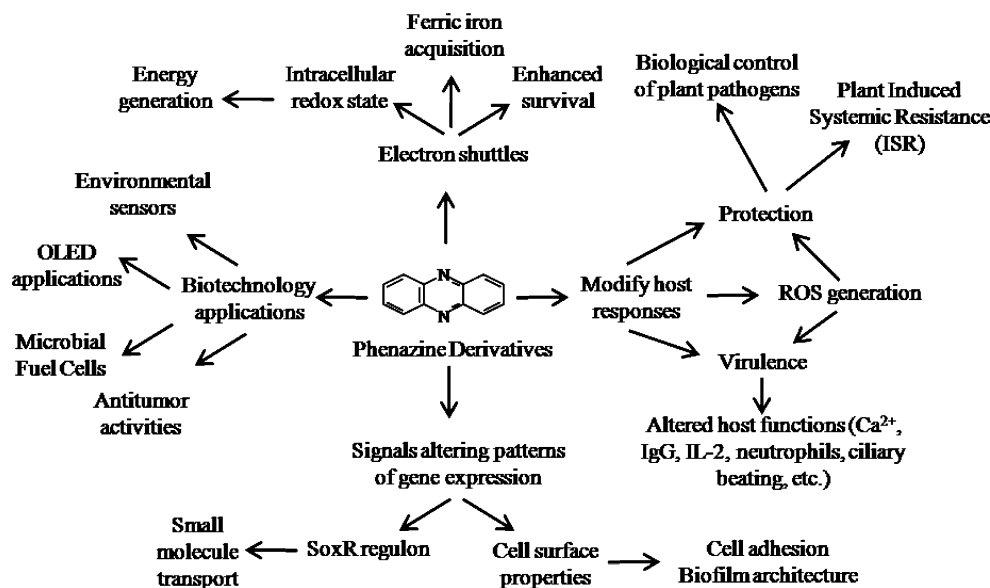 Ferric iron
acquisition
Energy
generation
Intracellular
redox state
Enhanced
survival
Electron shuttles
Biological control
of plant pathogens
Plant Induced
Systemic Resistance
(ISR)
Environmental
sensors
OLED
applications
Biotechnology
applications
Microbial
Fuel Cells
Antitumor
activities
N
N
Phenazine Derivatives
Modify host
responses
Protection
ROS generation
Virulence
Altered host functions (Ca²⁺,
IgG, IL-2, neutrophils, ciliary
beating, etc.)
Signals altering patterns
of gene expression
Small
molecule
transport
SoxR regulon
Cell surface
properties
Cell adhesion
Biofilm architecture